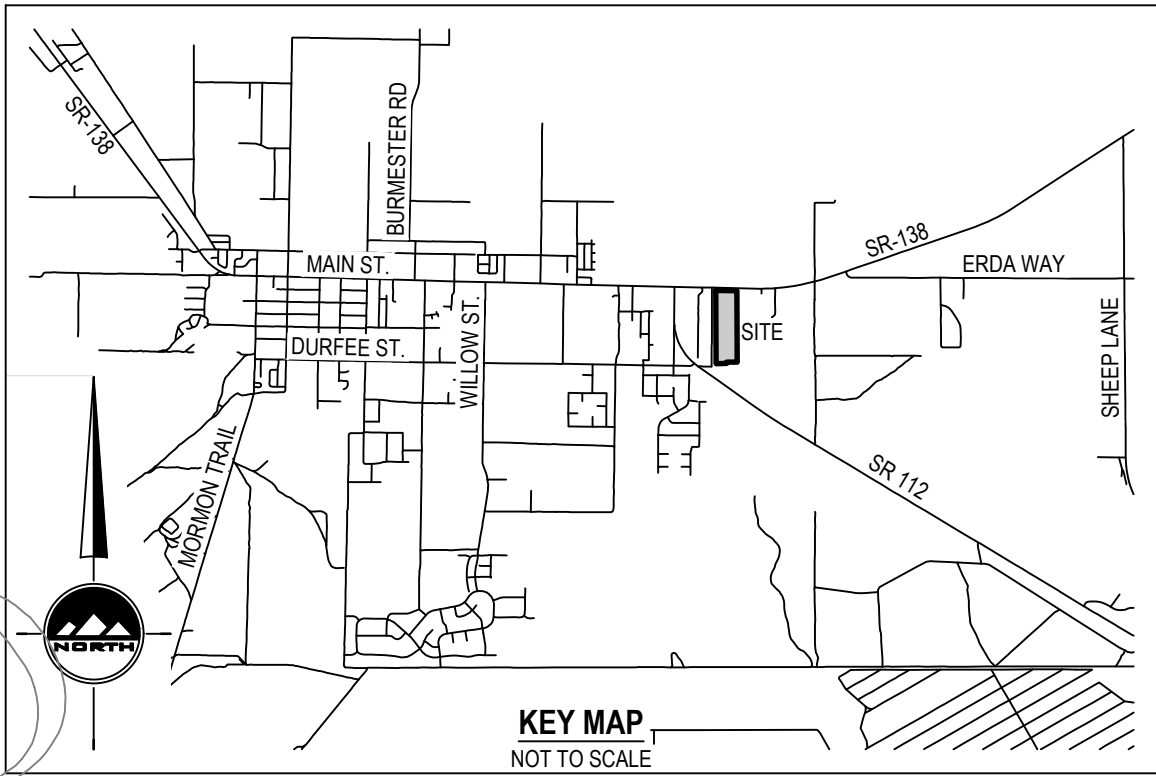 SR-138
BURMESTER RD
MAIN ST.
SR-138
ERDA WAY
WILLOW ST.
SITE
DURFEE ST.
SHEEP LANE
MORMON TRAIL
SR 112
NORTH
KEY MAP
NOT TO SCALE